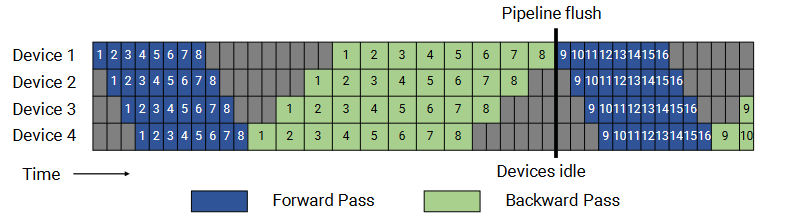 Pipeline flush
Device 1 1 2 3 4 5 6 7 8 1 2 3 4 5 6 7 8 9 10 11 12 13 14 15 16
Device 2 1 2 3 4 5 6 7 8 1 2 3 4 5 6 7 8 9 10 11 12 13 14 15 16
Device 3 1 2 3 4 5 6 7 8 1 2 3 4 5 6 7 8 9 10 11 12 13 14 15 16 9
Device 4 1 2 3 4 5 6 7 8 1 2 3 4 5 6 7 8 9 10 11 12 13 14 15 16 9 10
Time Devices idle
Forward Pass Backward Pass